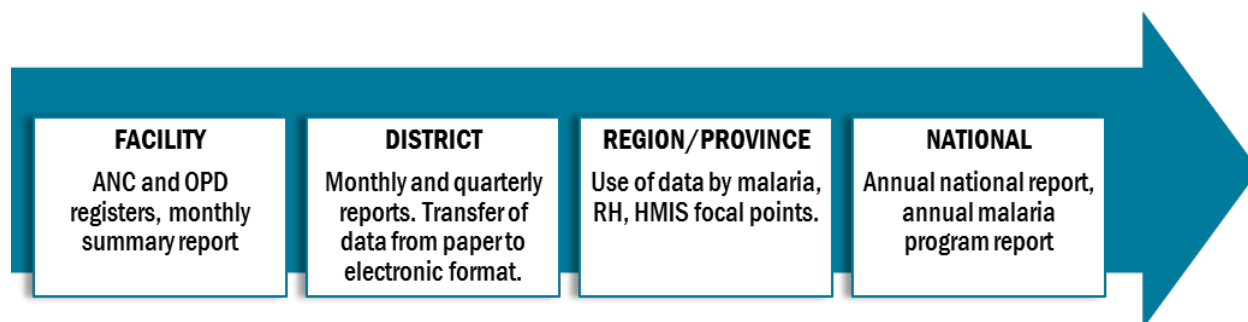 FACILITY
ANC and OPD
registers, monthly
summary report
DISTRICT
Monthly and quarterly
reports. Transfer of
data from paper to
electronic format.
REGION/PROVINCE
Use of data by malaria,
RH, HMIS focal points.
NATIONAL
Annual national report,
annual malaria
program report